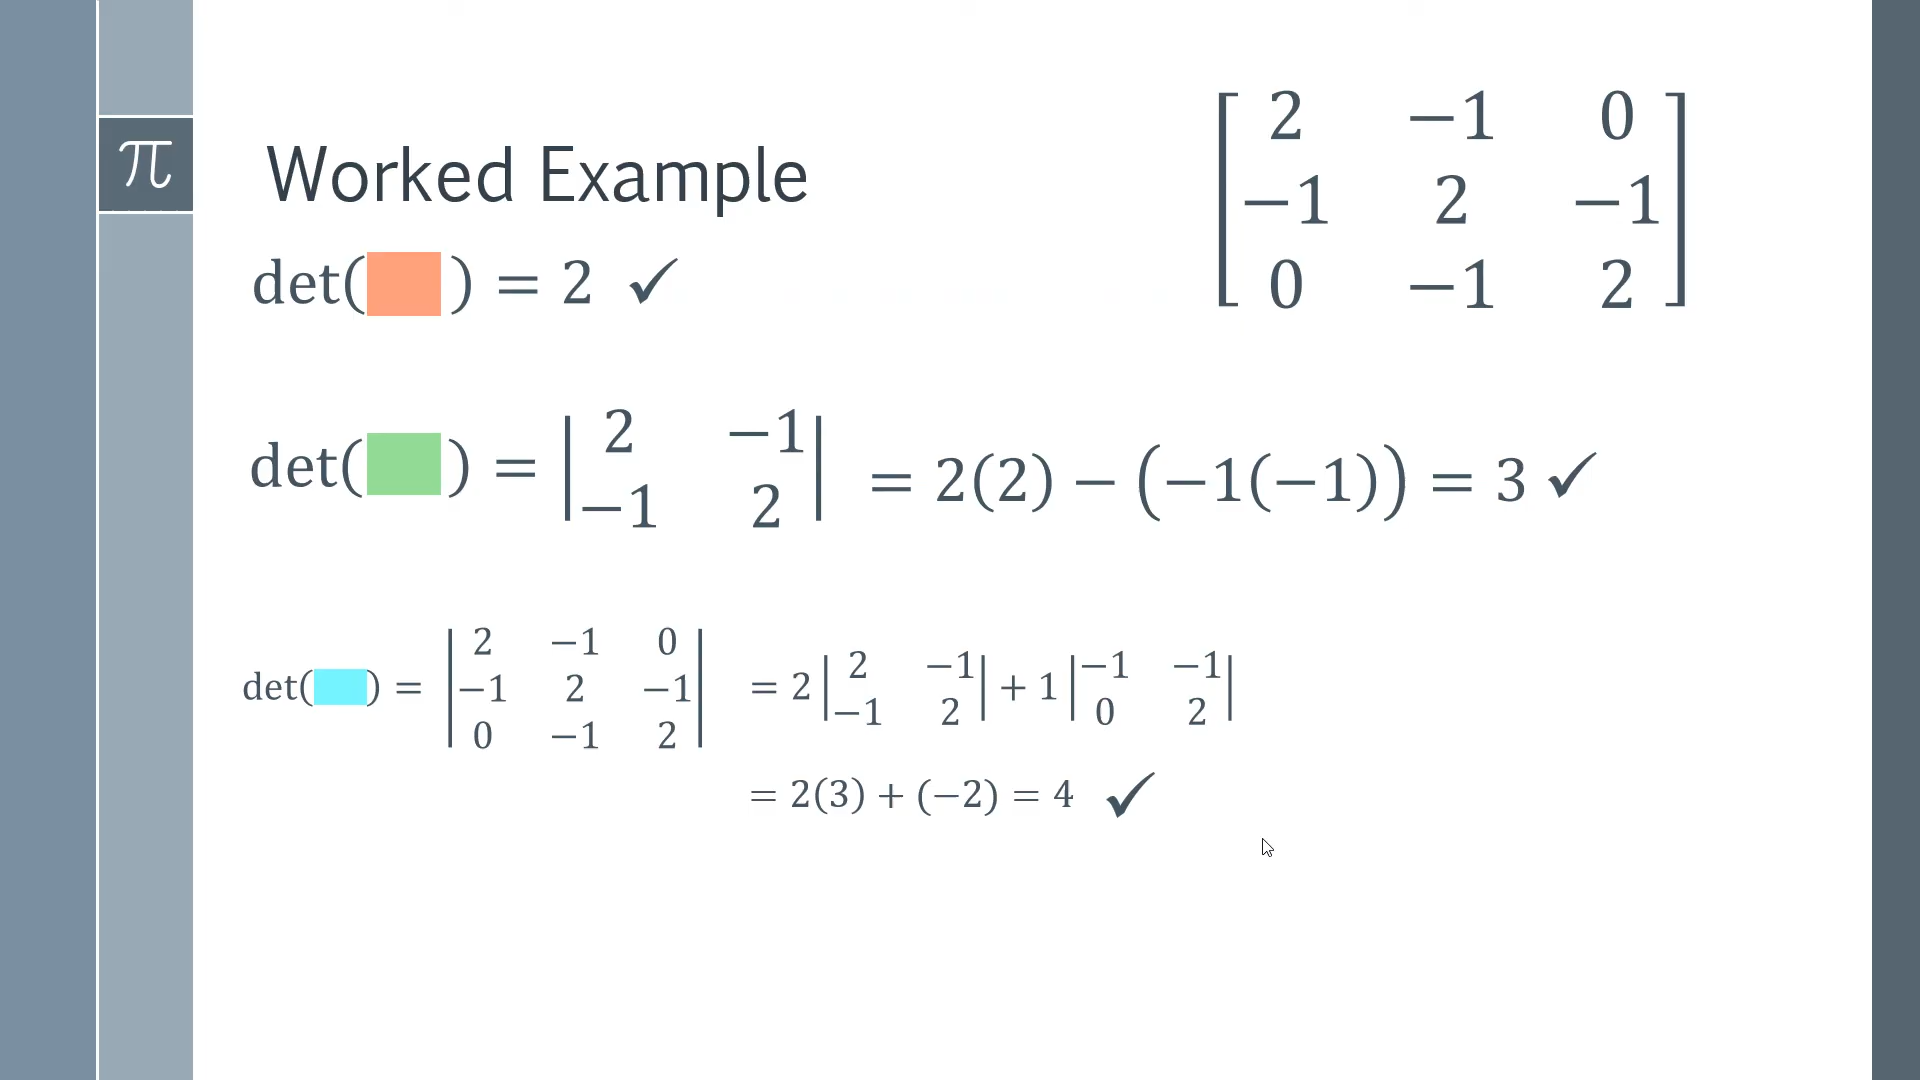 π
Worked Example
[2 −1 0
−1 2 −1
0 −1 2]
det( ) = 2 ✓
det( ) = |2 −1
−1 2| = 2(2) − (−1(−1)) = 3 ✓
det( ) = |2 −1 0
−1 2 −1
0 −1 2| = 2 |2 −1
−1 2| + 1 |−1 −1
0 2|
= 2(3) + (−2) = 4 ✓